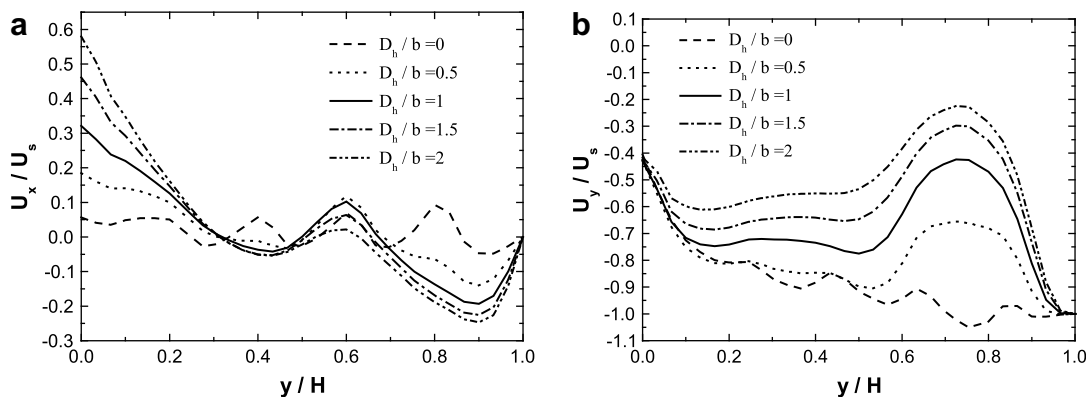 a
0.6
0.5
0.4
0.3
0.2
0.1
0.0
-0.1
-0.2
-0.3
U_x / U_s
D_h / b =0
D_h / b =0.5
D_h / b =1
D_h / b =1.5
D_h / b =2
0.0 0.2 0.4 0.6 0.8 1.0
y / H
b
0.1
0.0
-0.1
-0.2
-0.3
-0.4
-0.5
-0.6
-0.7
-0.8
-0.9
-1.0
-1.1
U_y / U_s
D_h / b =0
D_h / b =0.5
D_h / b =1
D_h / b =1.5
D_h / b =2
0.0 0.2 0.4 0.6 0.8 1.0
y / H